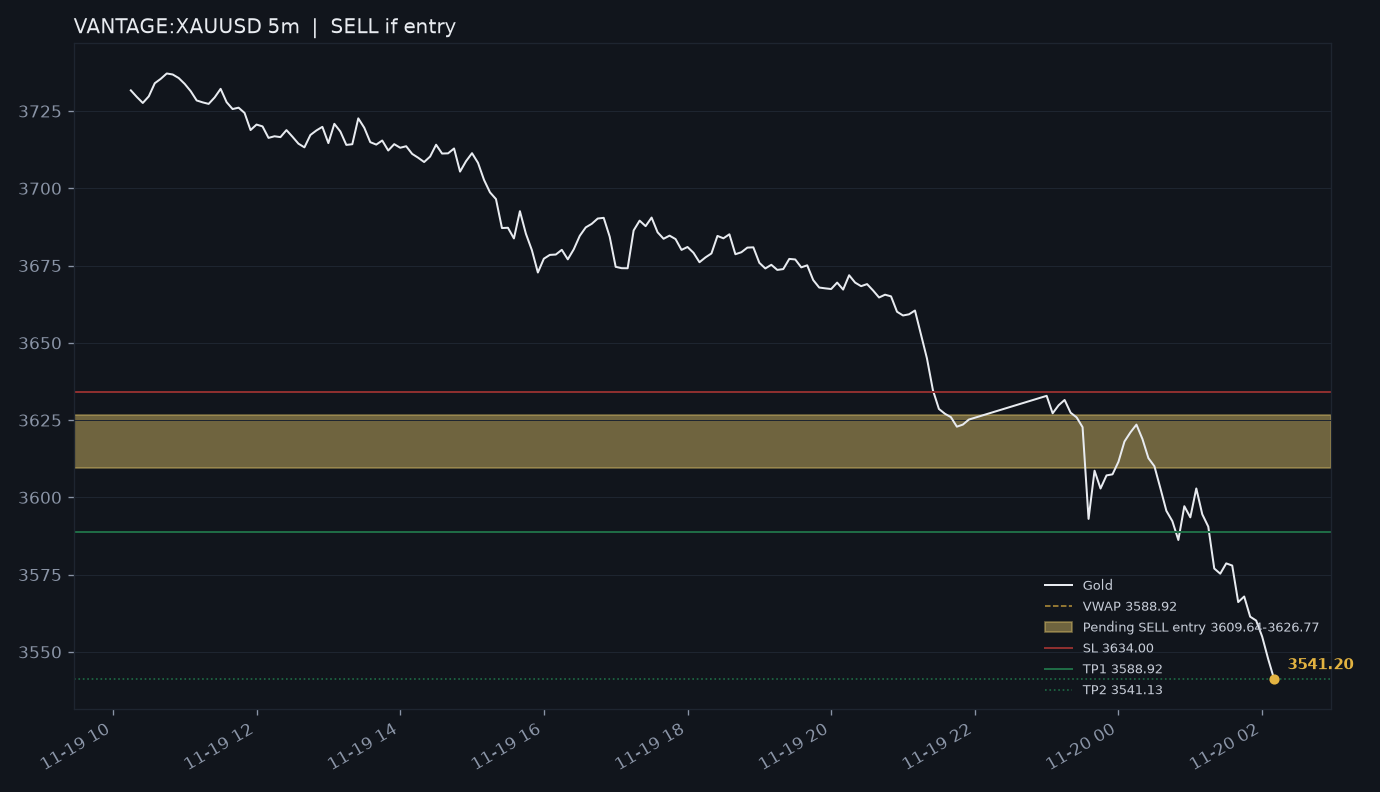 VANTAGE:XAUUSD 5m | SELL if entry
3725
3700
3675
3650
3625
3600
3575
3550
Gold
VWAP 3588.92
Pending SELL entry 3609.64-3626.77
SL 3634.00
TP1 3588.92
TP2 3541.13
3541.20
11-19 10
11-19 12
11-19 14
11-19 16
11-19 18
11-19 20
11-19 22
11-20 00
11-20 02